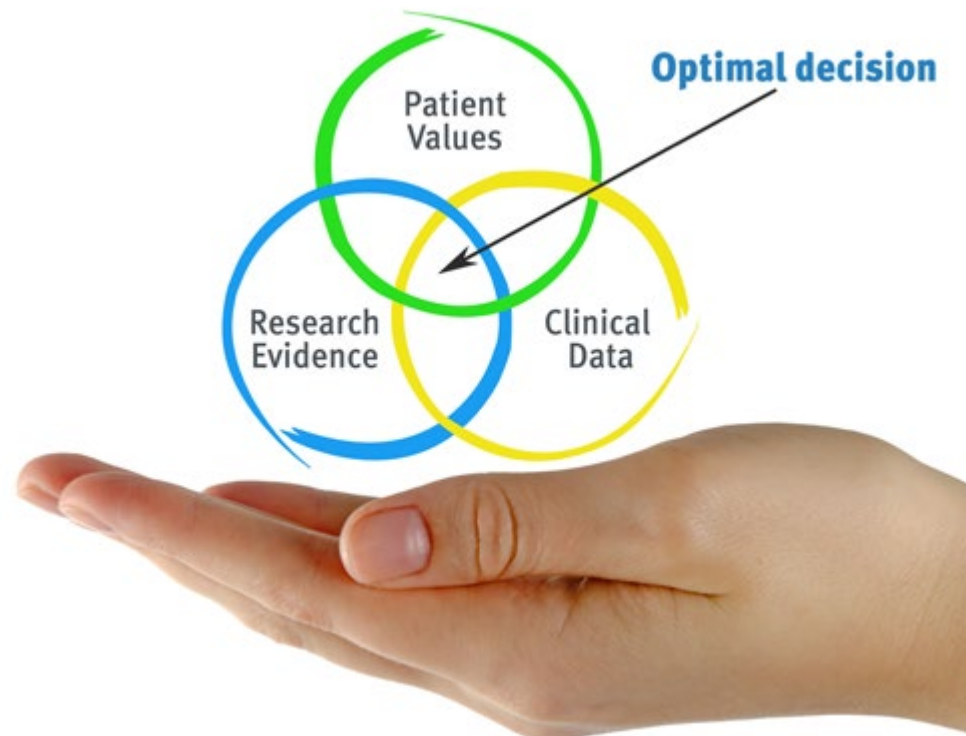 Optimal decision
Patient
Values
Research
Evidence
Clinical
Data